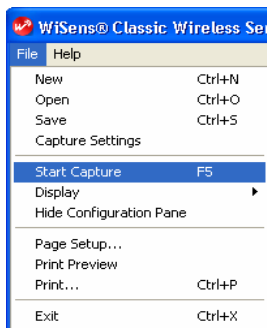 WiSens® Classic Wireless Se
File Help
New Ctrl+N
Open Ctrl+O
Save Ctrl+S
Capture Settings
Start Capture F5
Display
Hide Configuration Pane
Page Setup...
Print Preview
Print... Ctrl+P
Exit Ctrl+X